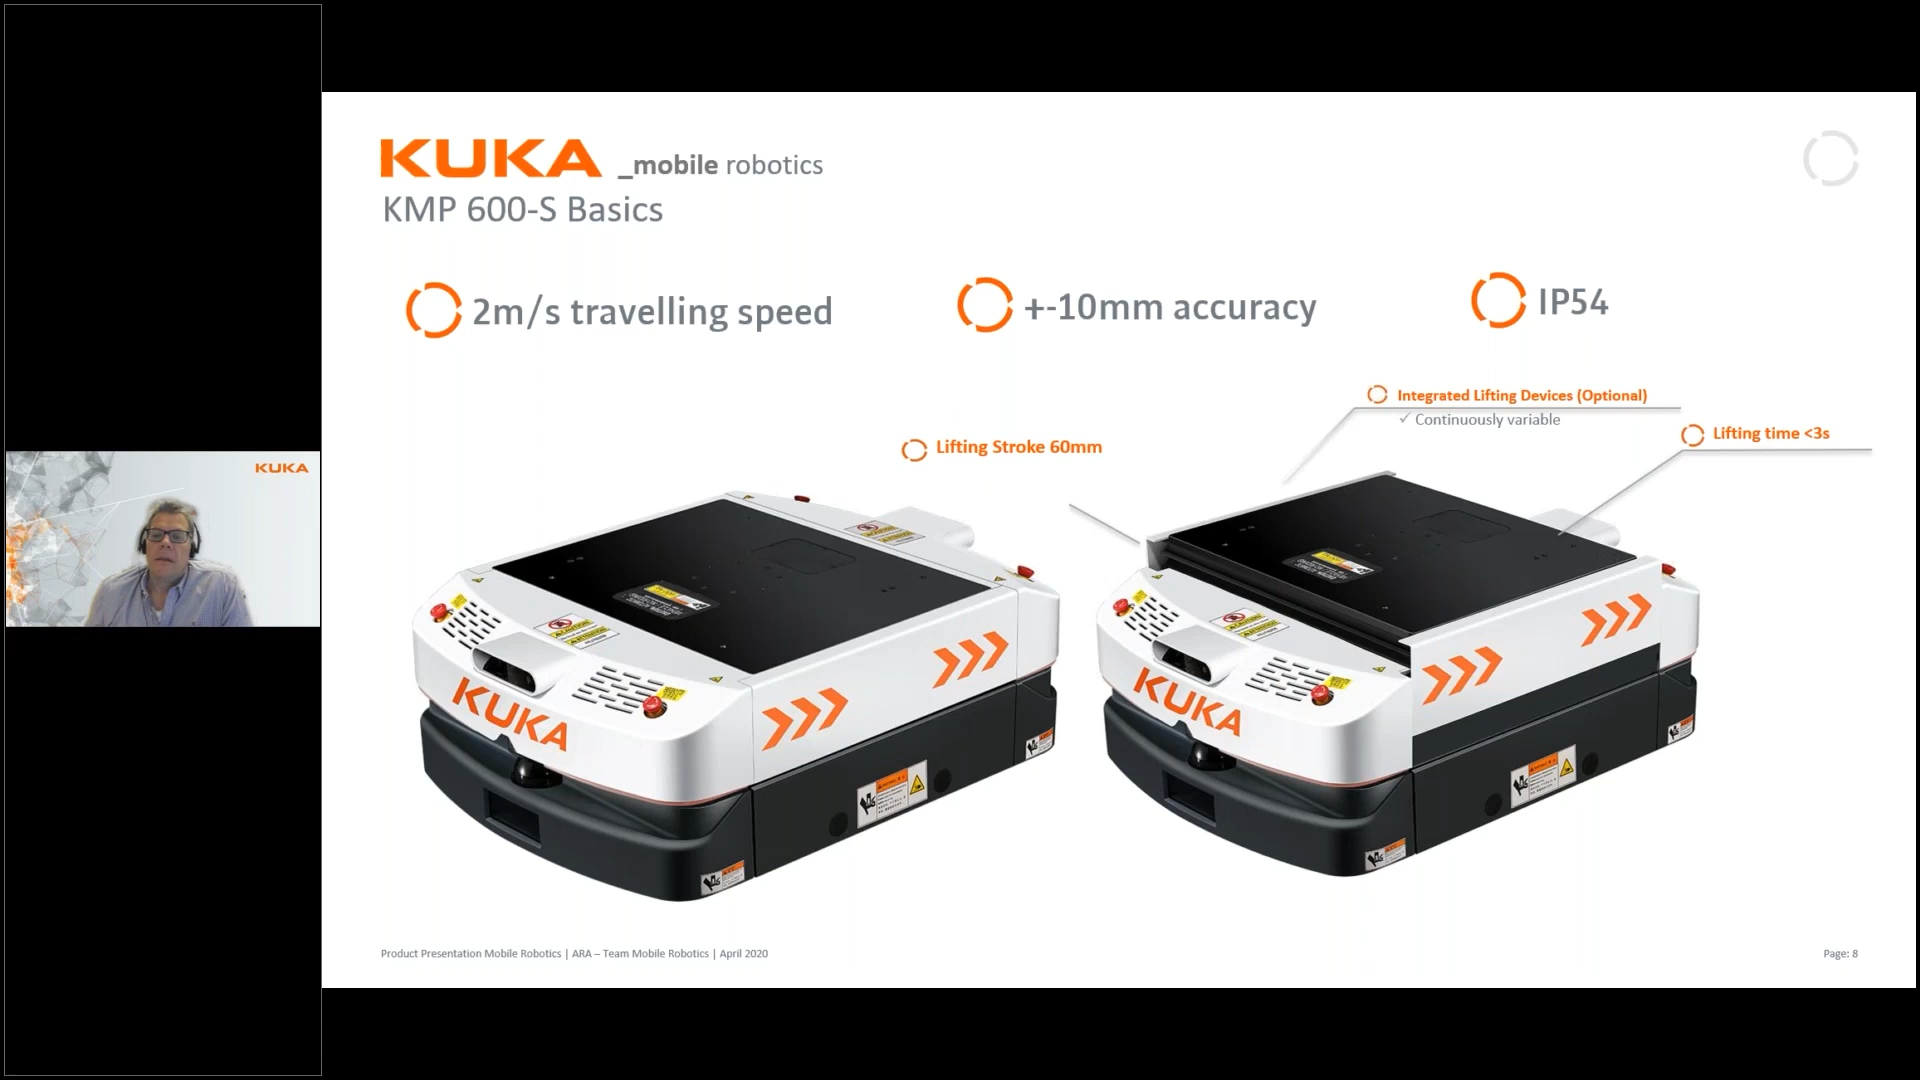 KUKA
KUKA _mobile robotics
KMP 600-S Basics
2m/s travelling speed
+-10mm accuracy
IP54
Integrated Lifting Devices (Optional)
✓ Continuously variable
Lifting time <3s
Lifting Stroke 60mm
KUKA
KUKA
Product Presentation Mobile Robotics | ARA – Team Mobile Robotics | April 2020
Page: 8